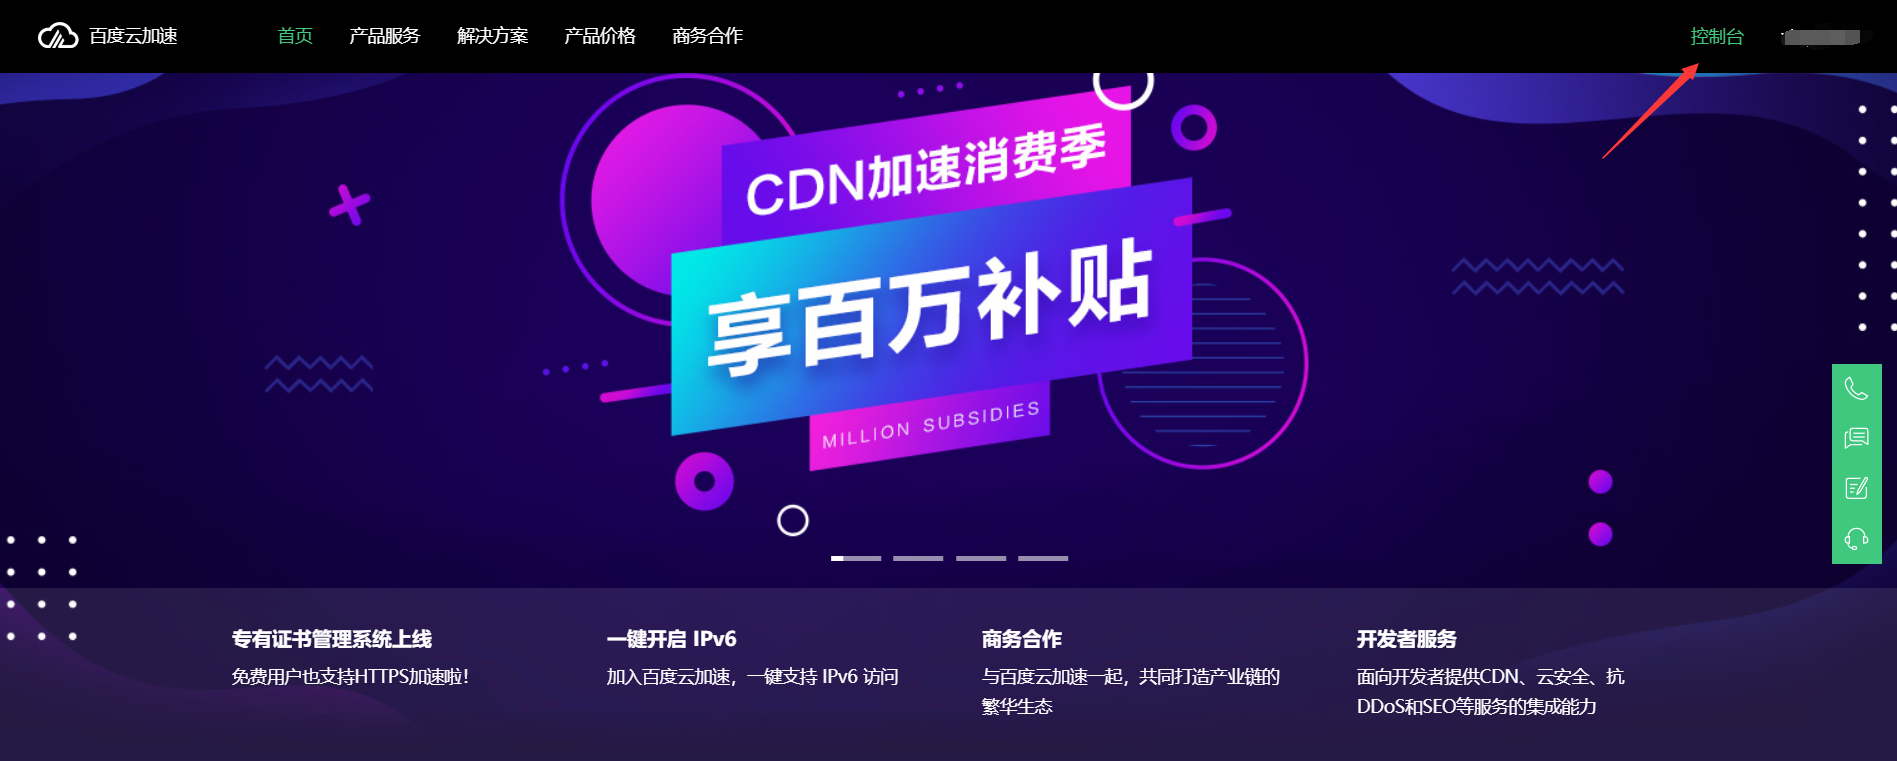 百度云加速
首页 产品服务 解决方案 产品价格 商务合作
控制台
CDN加速消费季
享百万补贴
MILLION SUBSIDIES
专有证书管理系统上线
免费用户也支持HTTPS加速啦！
一键开启 IPv6
加入百度云加速，一键支持 IPv6 访问
商务合作
与百度云加速一起，共同打造产业链的
繁华生态
开发者服务
面向开发者提供CDN、云安全、抗
DDoS和SEO等服务的集成能力